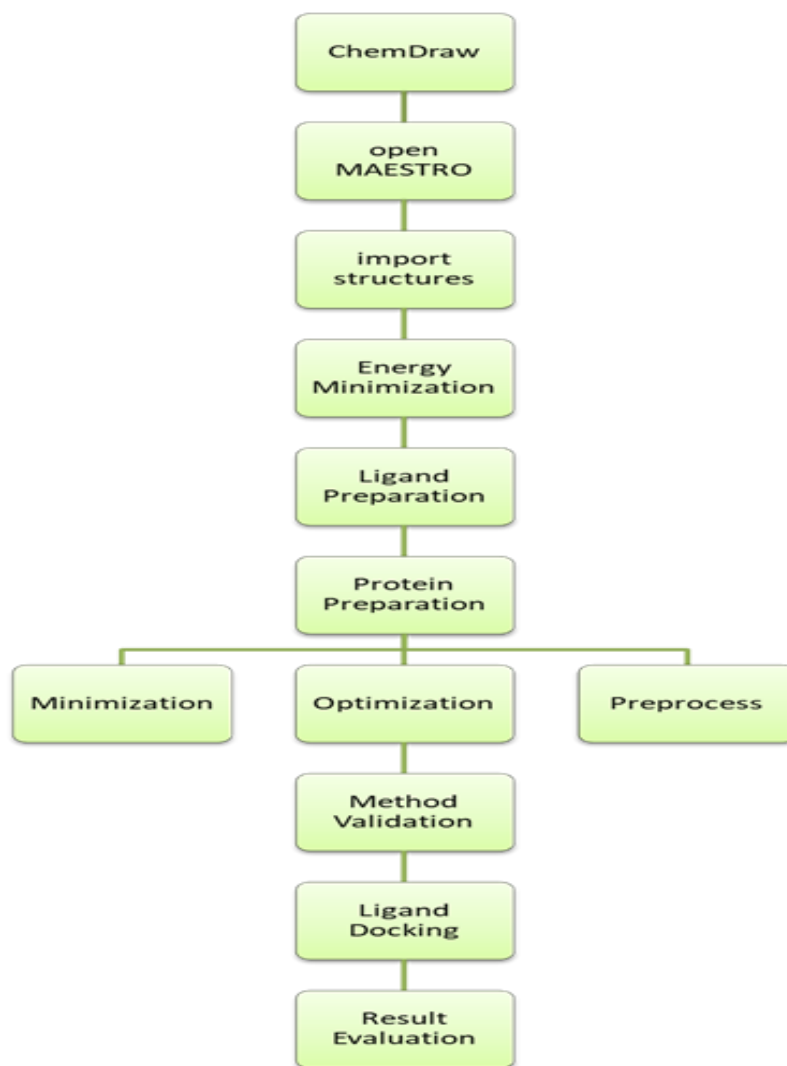 ChemDraw
open
MAESTRO
import
structures
Energy
Minimization
Ligand
Preparation
Protein
Preparation
Minimization
Optimization
Preprocess
Method
Validation
Ligand
Docking
Result
Evaluation